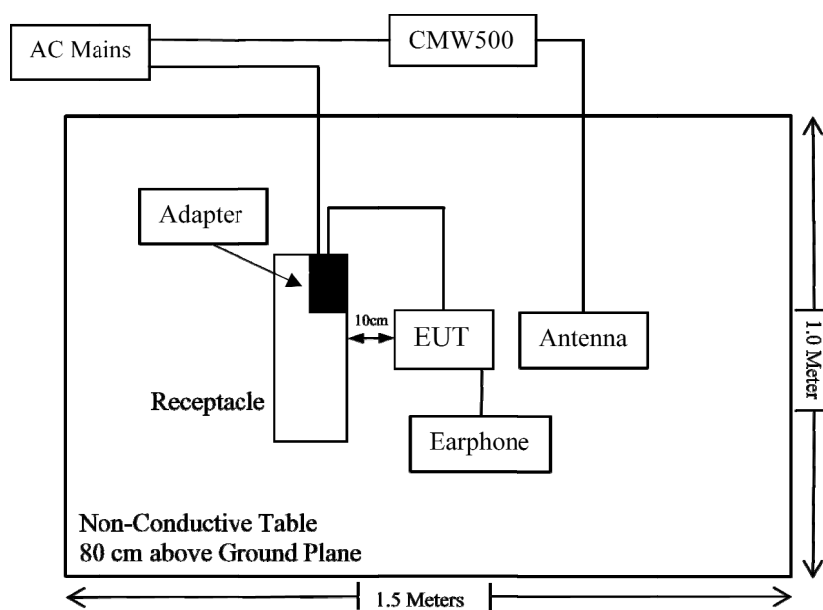 AC Mains
CMW500
Adapter
10cm
EUT
Antenna
Receptacle
Earphone
1.0 Meter
Non-Conductive Table
80 cm above Ground Plane
1.5 Meters